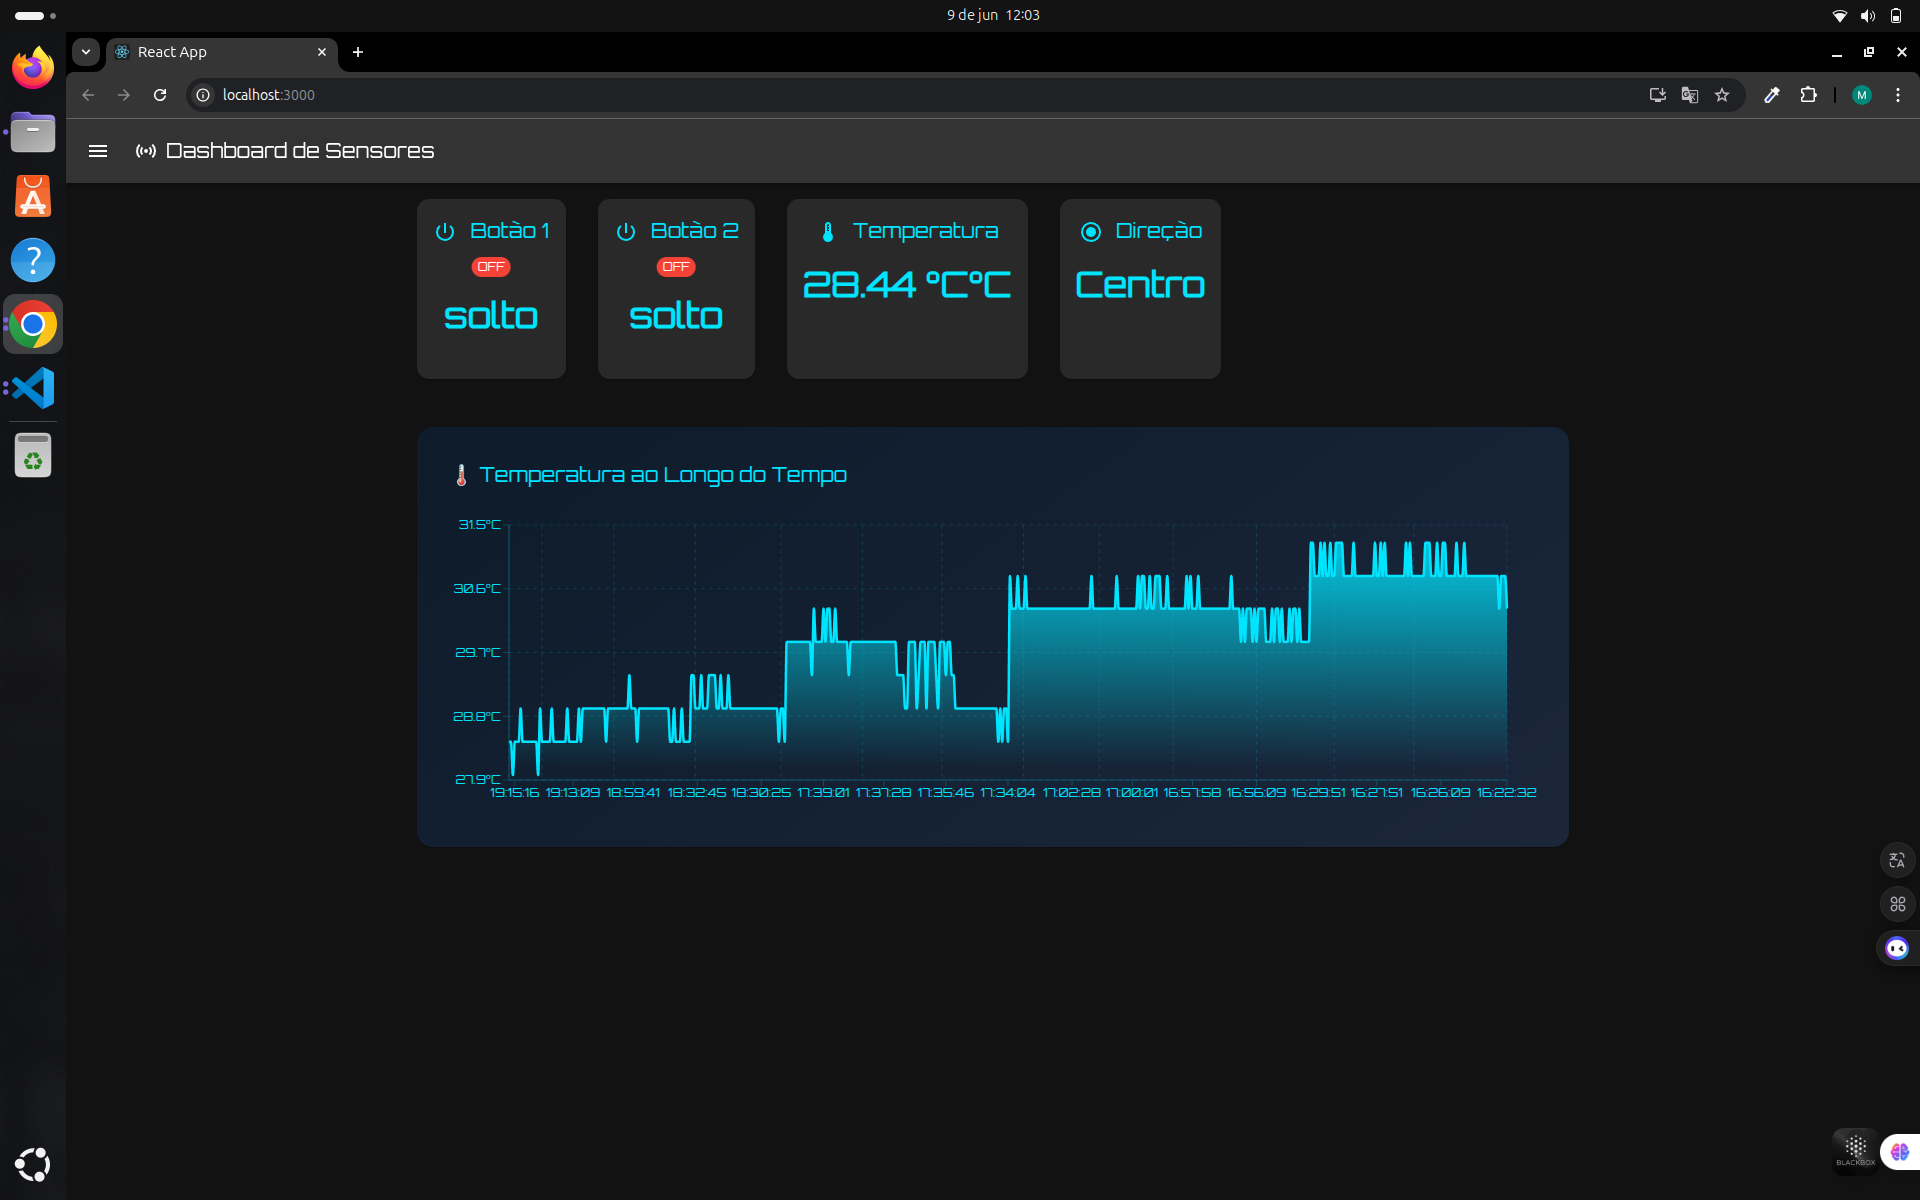 9 de jun 12:03
React App
localhost:3000
M
Dashboard de Sensores
Botão 1
OFF
solto
Botão 2
OFF
solto
Temperatura
28.44 °C°C
Direção
Centro
Temperatura ao Longo do Tempo
31.5°C
30.6°C
29.7°C
28.8°C
27.9°C
19:15:16 19:13:09 18:59:41 18:32:45 18:30:25 17:39:01 17:37:28 17:35:46 17:34:04 17:02:28 17:00:01 16:57:58 16:56:09 16:29:51 16:27:51 16:26:09 16:22:32
BLACKBOX